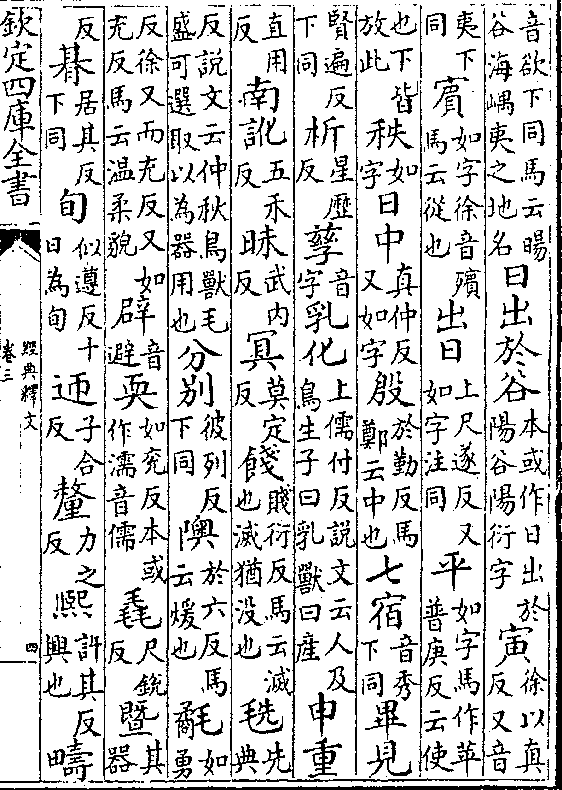 音欲下同馬云暘谷海嵎夷之地名日出於谷本或作日出於陽谷陽衍字寅徐以真反又音
夷下同賓如字徐音殯馬云從也出日上尺遂反又如字注同平如字馬作苹普庚反云使
也下皆放此秩如字日中真仲反又如字殷於勤反馬鄭云中也七宿音秀下同畢見
賢遍反下同析星歷反孳音字乳化上儒付反説文云人及鳥生子曰乳獸曰産申重
直用反南訛五禾反昧武内反冥莫定反餞賤衍反馬云滅也滅猶没也毨先典
反説文云仲秋鳥獸毛盛可選取以為器用也分别彼列反下同隩於六反馬云煖也氄如勇
反徐又而充反又如充反馬云温柔貌辟音避耎如兖反本或作濡音儒毳尺鋭反暨其器
反朞居其反下同旬似遵反十日為旬迊子合反釐力之反熙許其反興也疇
欽定四庫全書
經典釋文
卷三
四